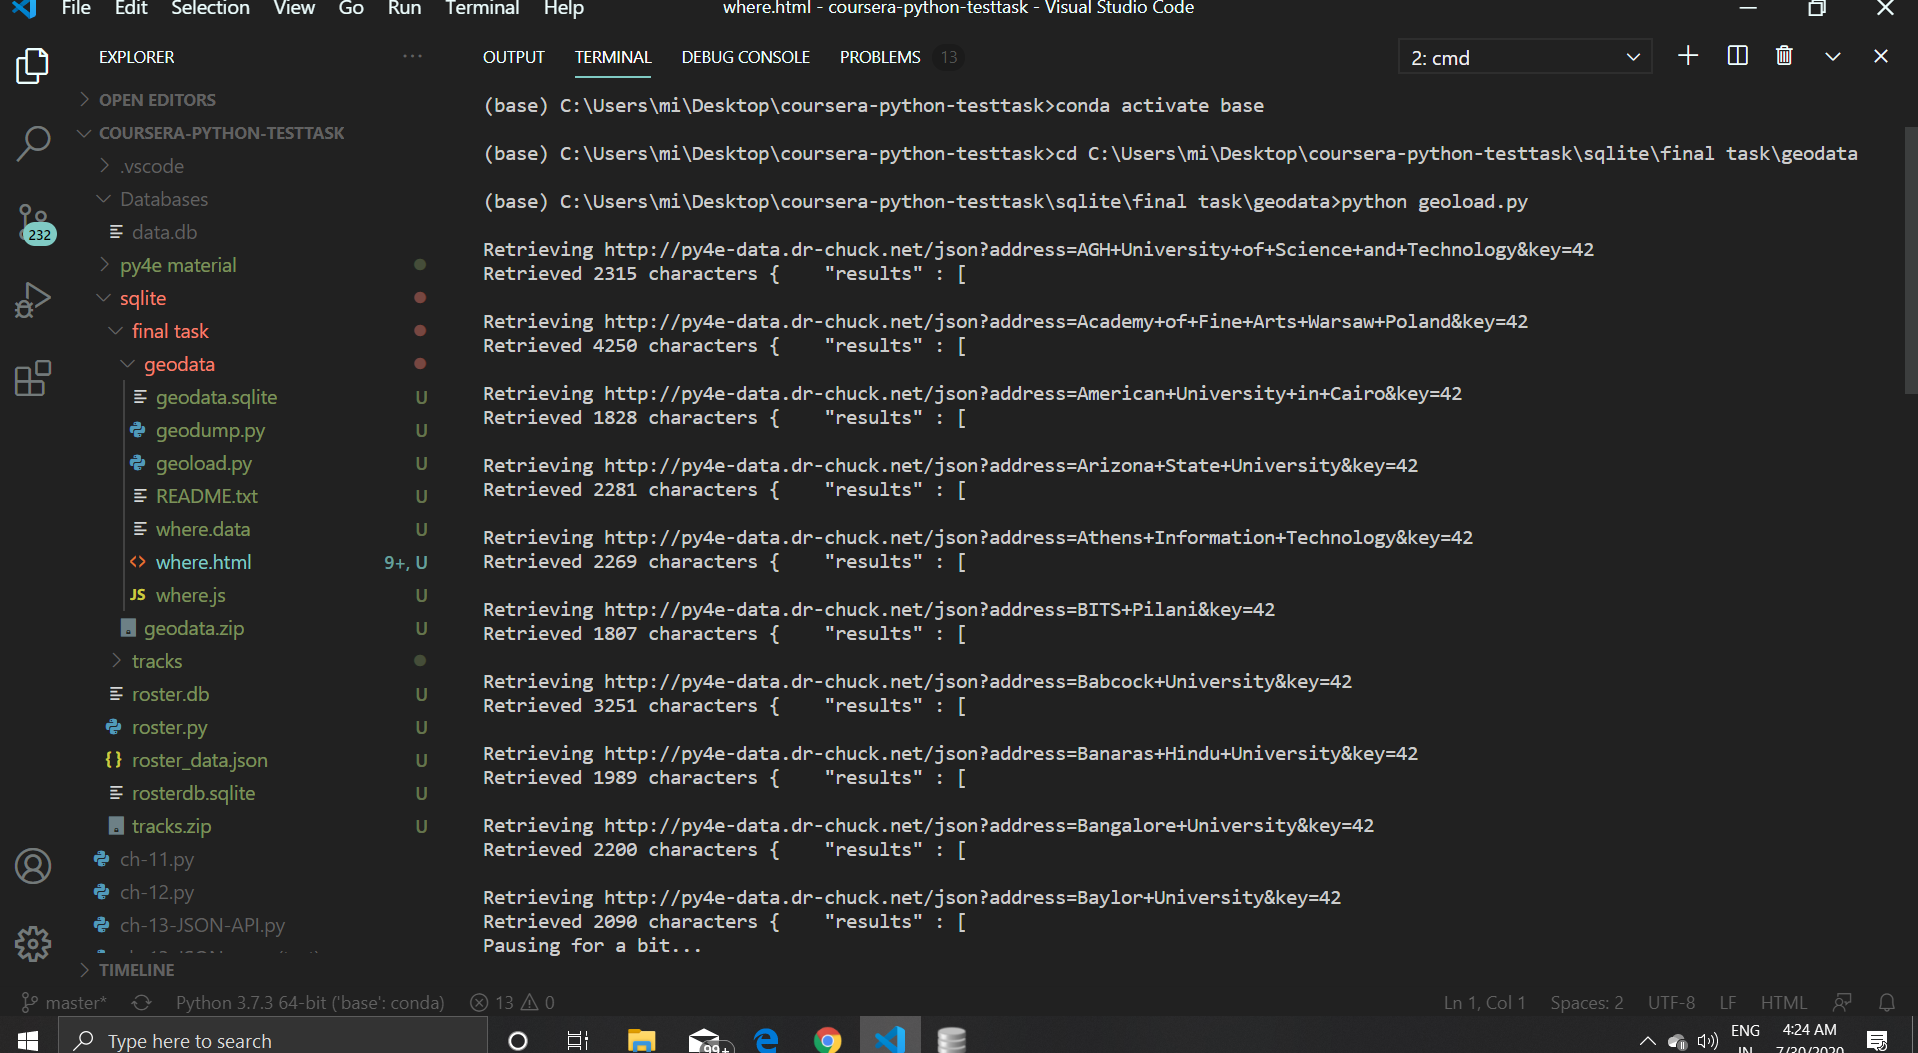 File Edit Selection View Go Run Terminal Help
where.html - coursera-python-testtask - Visual Studio Code
EXPLORER
OPEN EDITORS
COURSERA-PYTHON-TESTTASK
.vscode
Databases
data.db
py4e material
sqlite
final task
geodata
geodata.sqlite U
geodump.py U
geoload.py U
README.txt U
where.data U
where.html 9+, U
JS where.js U
geodata.zip U
tracks
roster.db U
roster.py U
{} roster_data.json U
rosterdb.sqlite U
tracks.zip U
ch-11.py
ch-12.py
ch-13-JSON-API.py
TIMELINE
232
OUTPUT TERMINAL DEBUG CONSOLE PROBLEMS 13
2: cmd
(base) C:\Users\mi\Desktop\coursera-python-testtask>conda activate base
(base) C:\Users\mi\Desktop\coursera-python-testtask>cd C:\Users\mi\Desktop\coursera-python-testtask\sqlite\final task\geodata
(base) C:\Users\mi\Desktop\coursera-python-testtask\sqlite\final task\geodata>python geoload.py
Retrieving http://py4e-data.dr-chuck.net/json?address=AGH+University+of+Science+and+Technology&key=42
Retrieved 2315 characters {    "results" : [
Retrieving http://py4e-data.dr-chuck.net/json?address=Academy+of+Fine+Arts+Warsaw+Poland&key=42
Retrieved 4250 characters {    "results" : [
Retrieving http://py4e-data.dr-chuck.net/json?address=American+University+in+Cairo&key=42
Retrieved 1828 characters {    "results" : [
Retrieving http://py4e-data.dr-chuck.net/json?address=Arizona+State+University&key=42
Retrieved 2281 characters {    "results" : [
Retrieving http://py4e-data.dr-chuck.net/json?address=Athens+Information+Technology&key=42
Retrieved 2269 characters {    "results" : [
Retrieving http://py4e-data.dr-chuck.net/json?address=BITS+Pilani&key=42
Retrieved 1807 characters {    "results" : [
Retrieving http://py4e-data.dr-chuck.net/json?address=Babcock+University&key=42
Retrieved 3251 characters {    "results" : [
Retrieving http://py4e-data.dr-chuck.net/json?address=Banaras+Hindu+University&key=42
Retrieved 1989 characters {    "results" : [
Retrieving http://py4e-data.dr-chuck.net/json?address=Bangalore+University&key=42
Retrieved 2200 characters {    "results" : [
Retrieving http://py4e-data.dr-chuck.net/json?address=Baylor+University&key=42
Retrieved 2090 characters {    "results" : [
Pausing for a bit...
master* Python 3.7.3 64-bit ('base': conda) 13 0
Ln 1, Col 1 Spaces: 2 UTF-8 LF HTML
Type here to search
99+
ENG
IN
4:24 AM
7/30/2020